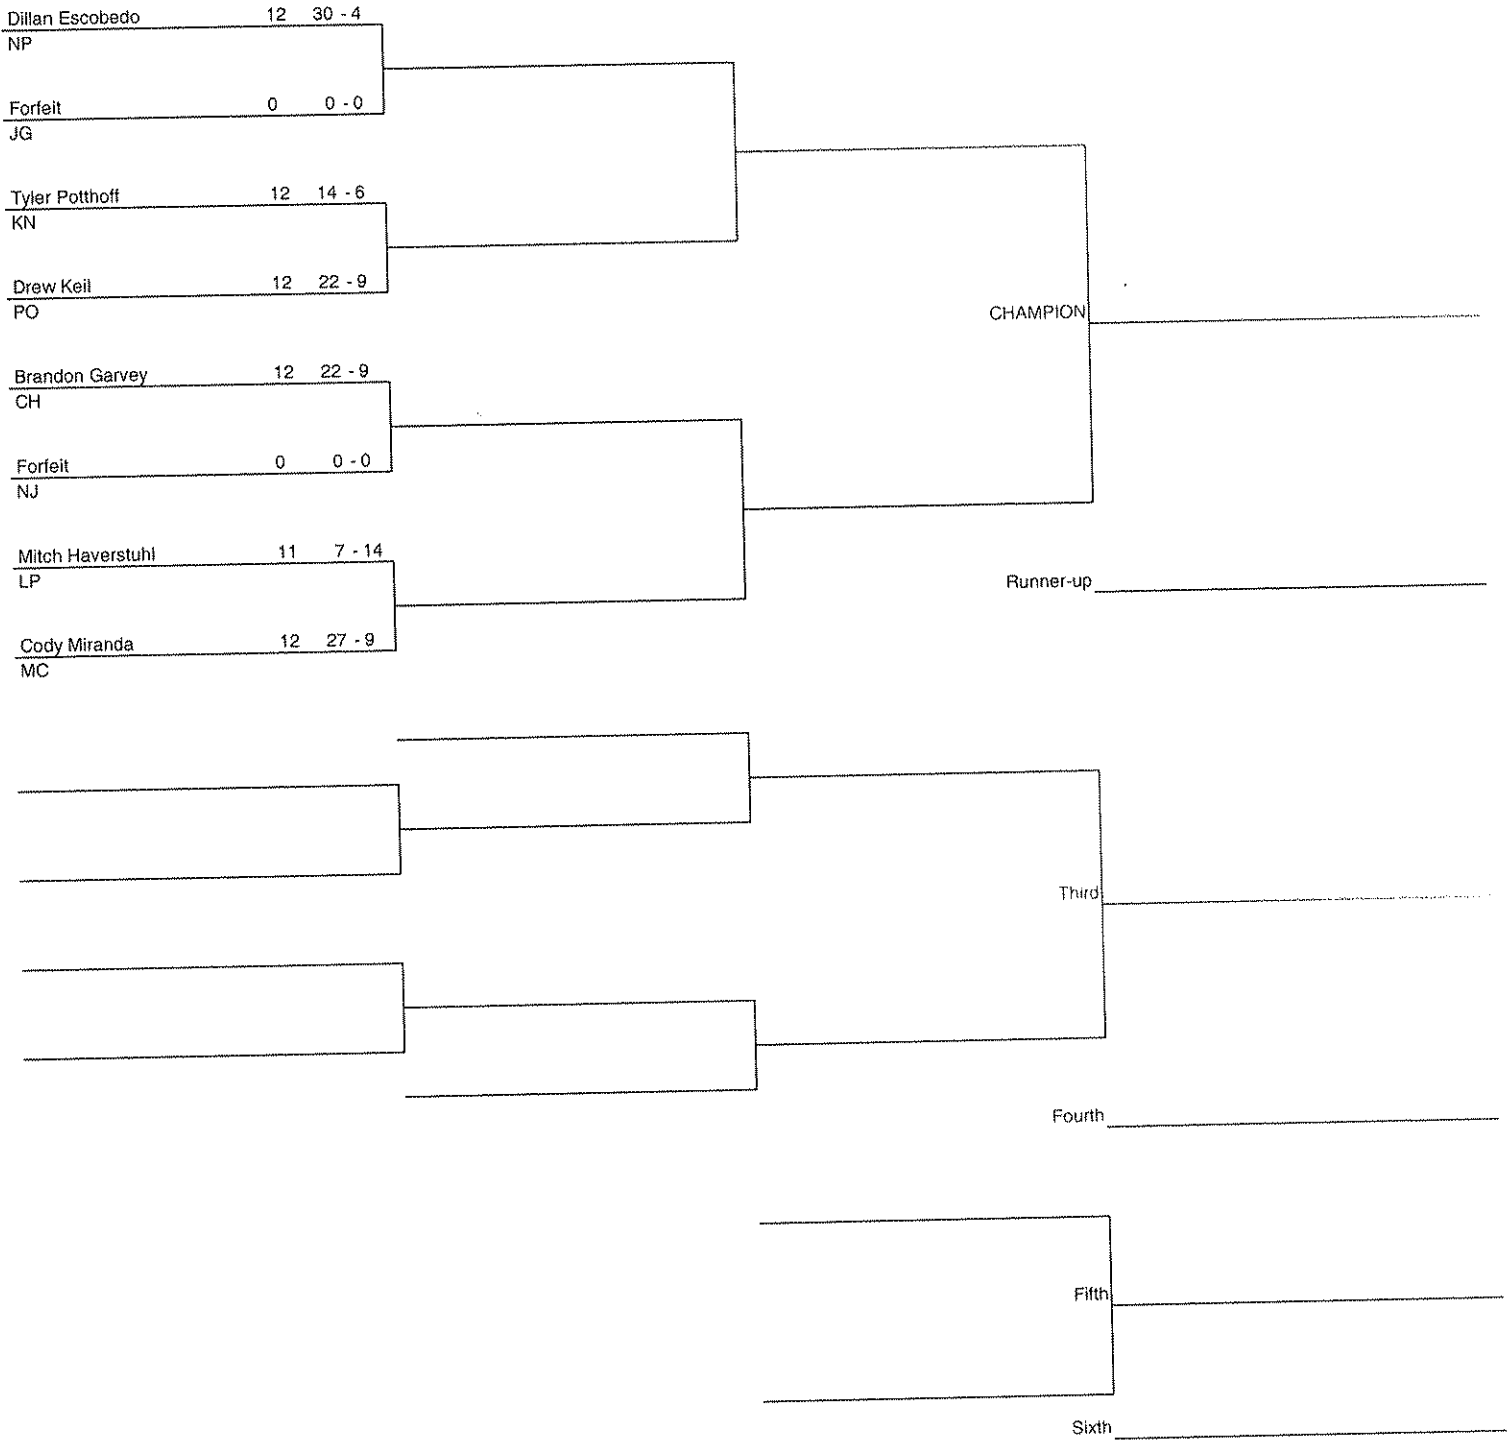 Dillan Escobedo 12 30 - 4
NP
Forfeit 0 0 - 0
JG
Tyler Potthoff 12 14 - 6
KN
Drew Keil 12 22 - 9
PO
CHAMPION
Brandon Garvey 12 22 - 9
CH
Forfeit 0 0 - 0
NJ
Mitch Haverstuhl 11 7 - 14
LP
Runner-up
Cody Miranda 12 27 - 9
MC
Third
Fourth
Fifth
Sixth